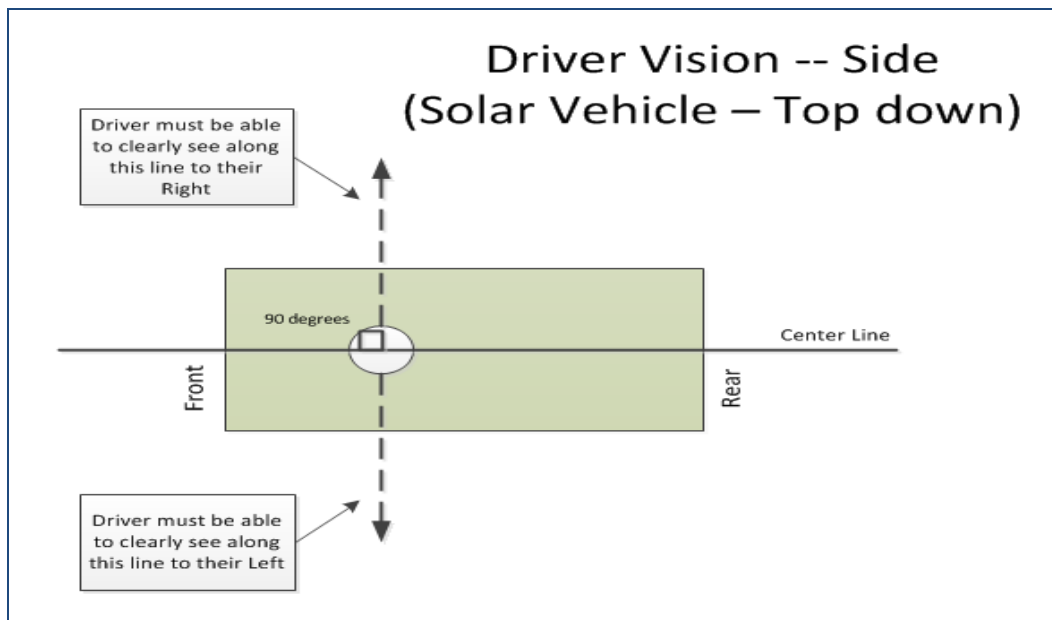 Driver Vision -- Side
(Solar Vehicle – Top down)
Driver must be able
to clearly see along
this line to their
Right
90 degrees
Center Line
Front
Rear
Driver must be able
to clearly see along
this line to their Left